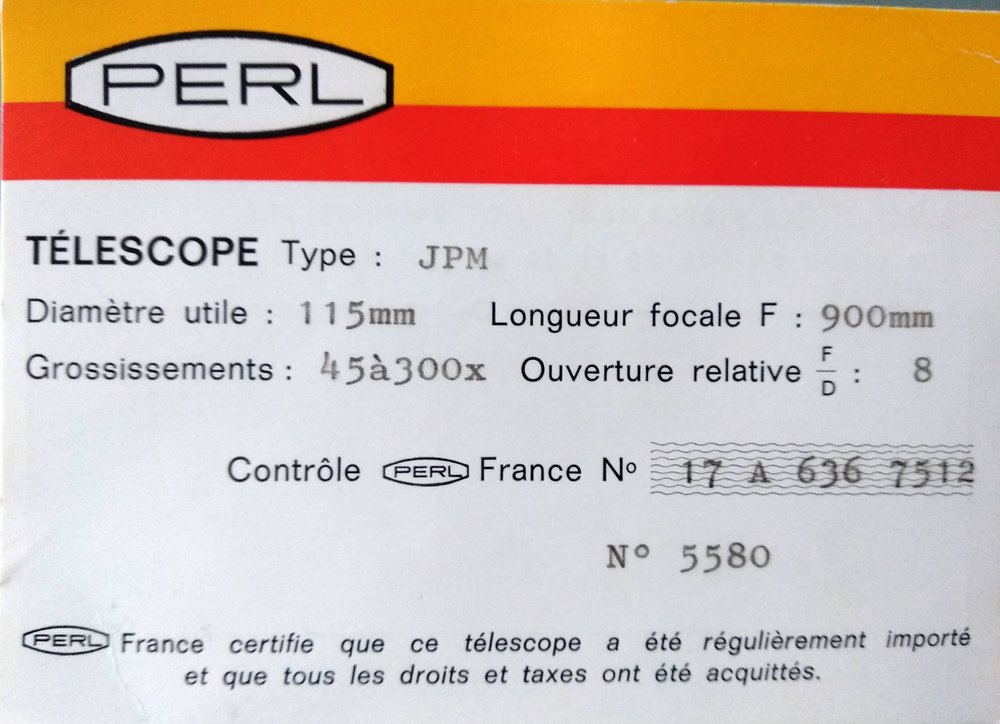 PERL
TÉLESCOPE Type : JPM
Diamètre utile : 115mm Longueur focale F : 900mm
Grossissements : 45à300x Ouverture relative F/D : 8
Contrôle PERL France Nº 17 A 636 7512
N° 5580
PERL France certifie que ce télescope a été régulièrement importé
et que tous les droits et taxes ont été acquittés.